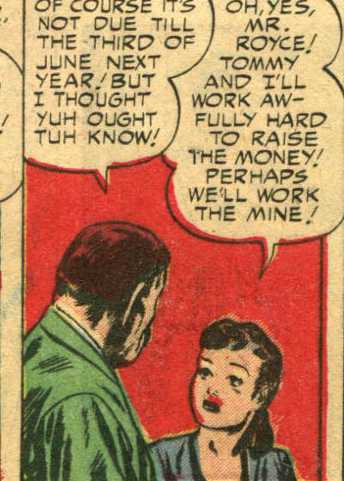 OF COURSE IT'S
NOT DUE TILL
THE THIRD OF
JUNE NEXT
YEAR! BUT
I THOUGHT
YUH OUGHT
TUH KNOW!
OH, YES,
MR.
ROYCE!
TOMMY
AND I'LL
WORK AW-
FULLY HARD
TO RAISE
THE MONEY!
PERHAPS
WE'LL WORK
THE MINE!